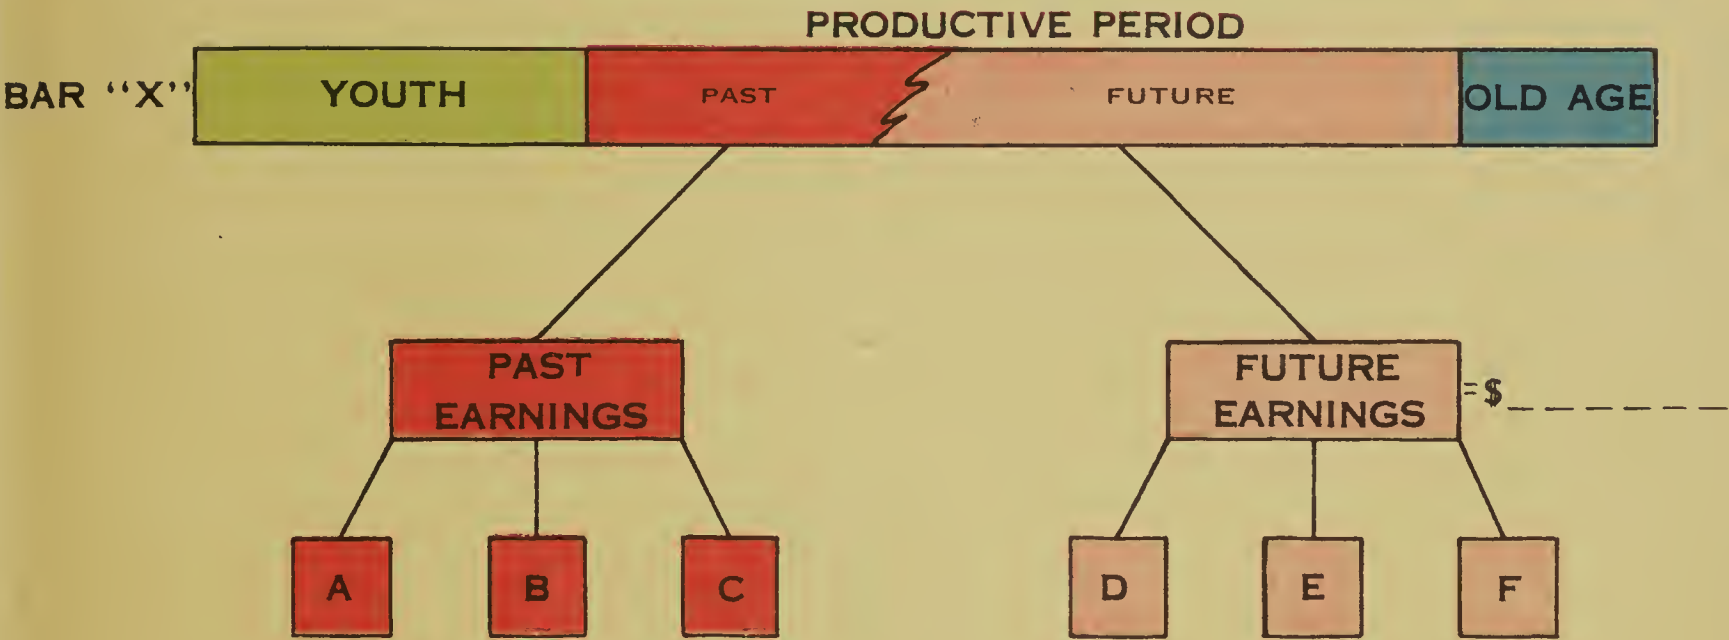 PRODUCTIVE PERIOD
BAR “X” YOUTH PAST FUTURE OLD AGE
PAST
EARNINGS
FUTURE
EARNINGS
=$
A B C D E F